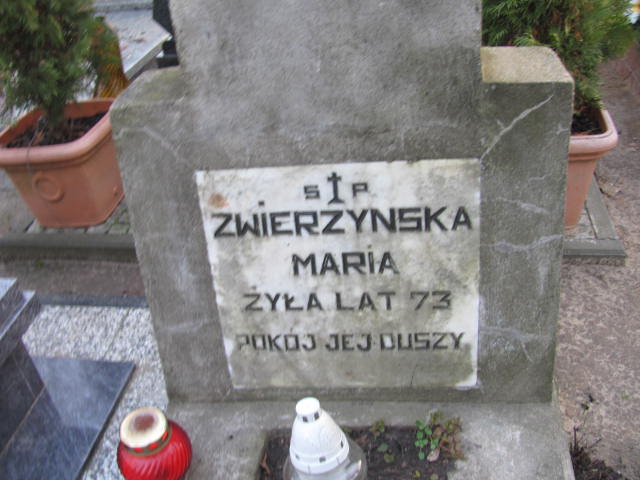 S✝P
ZWIERZYNSKA
MARIA
ŻYŁA LAT 73
POKÓJ JEJ DUSZY